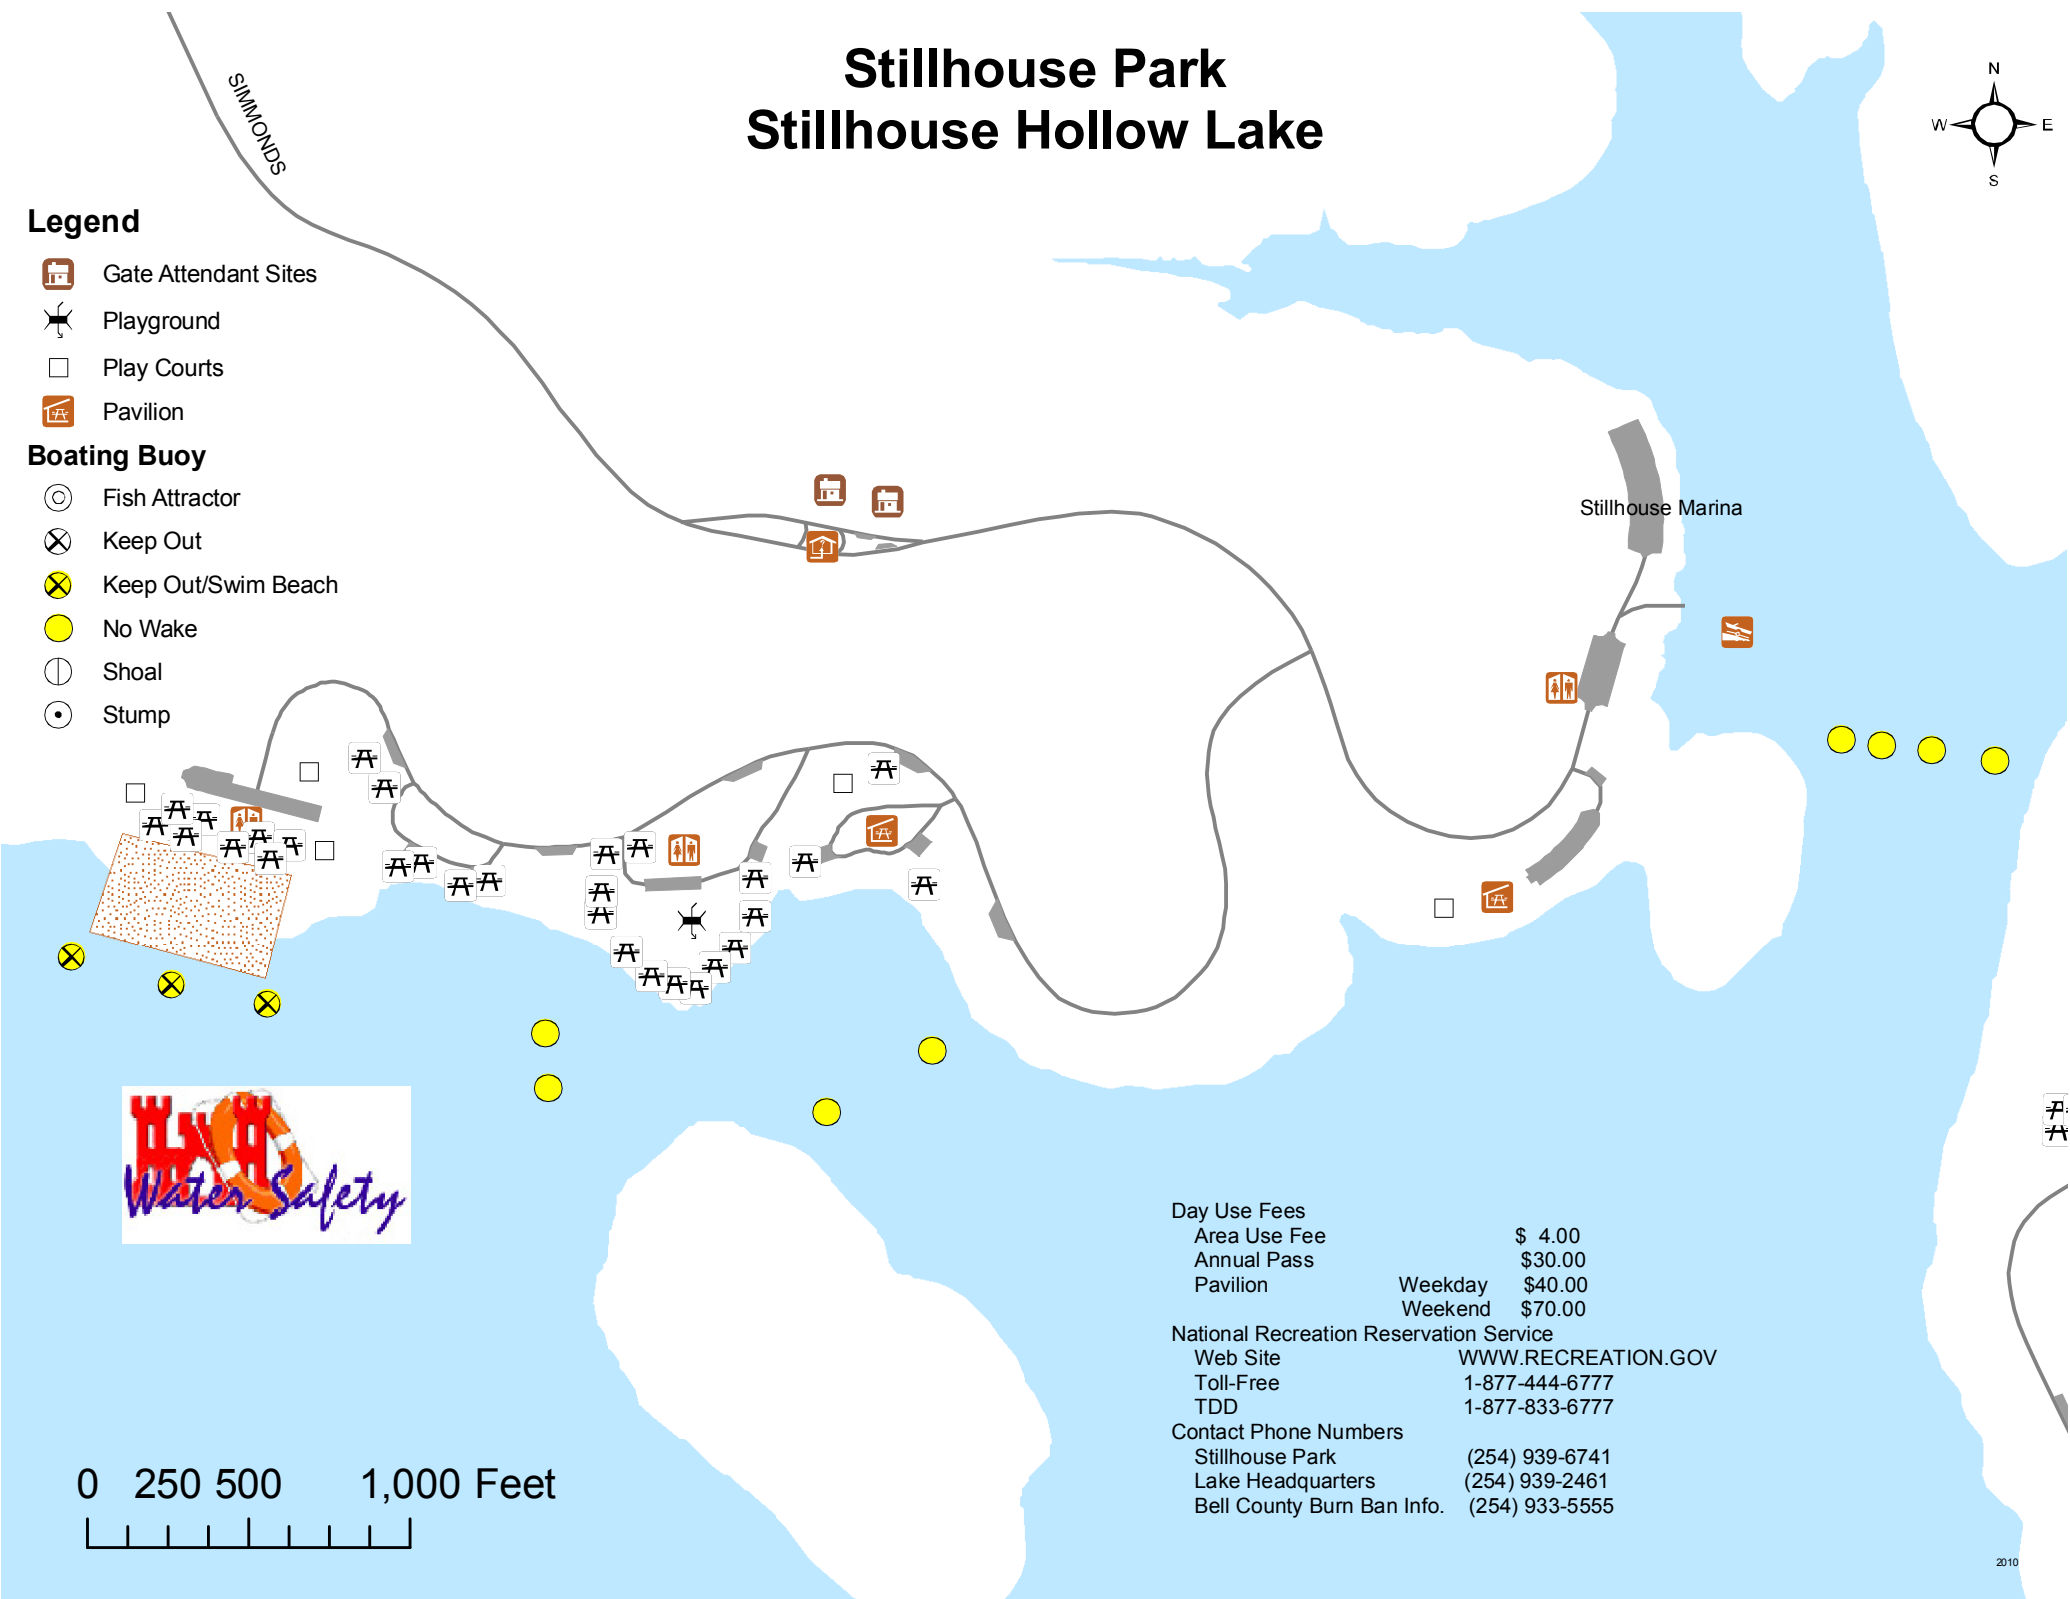 Stillhouse Park
Stillhouse Hollow Lake
N
W E
S
SIMMONDS
Legend
Gate Attendant Sites
Playground
Play Courts
Pavilion
Boating Buoy
Fish Attractor
Keep Out
Keep Out/Swim Beach
No Wake
Shoal
Stump
Stillhouse Marina
Water Safety
Day Use Fees
Area Use Fee $ 4.00
Annual Pass $30.00
Pavilion Weekday $40.00
Weekend $70.00
National Recreation Reservation Service
Web Site WWW.RECREATION.GOV
Toll-Free 1-877-444-6777
TDD 1-877-833-6777
Contact Phone Numbers
Stillhouse Park (254) 939-6741
Lake Headquarters (254) 939-2461
Bell County Burn Ban Info. (254) 933-5555
0 250 500 1,000 Feet
2010